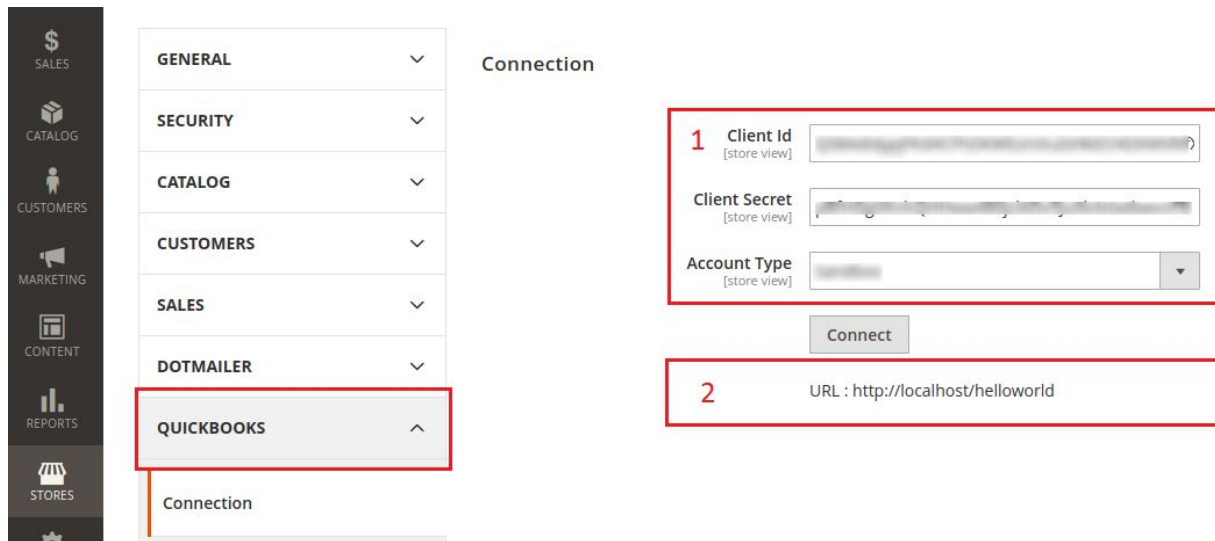 $
SALES
CATALOG
CUSTOMERS
MARKETING
CONTENT
REPORTS
STORES
GENERAL
SECURITY
CATALOG
CUSTOMERS
SALES
DOTMAILER
QUICKBOOKS
Connection
Connection
1
Client Id
[store view]
Client Secret
[store view]
Account Type
[store view]
Connect
2
URL : http://localhost/helloworld